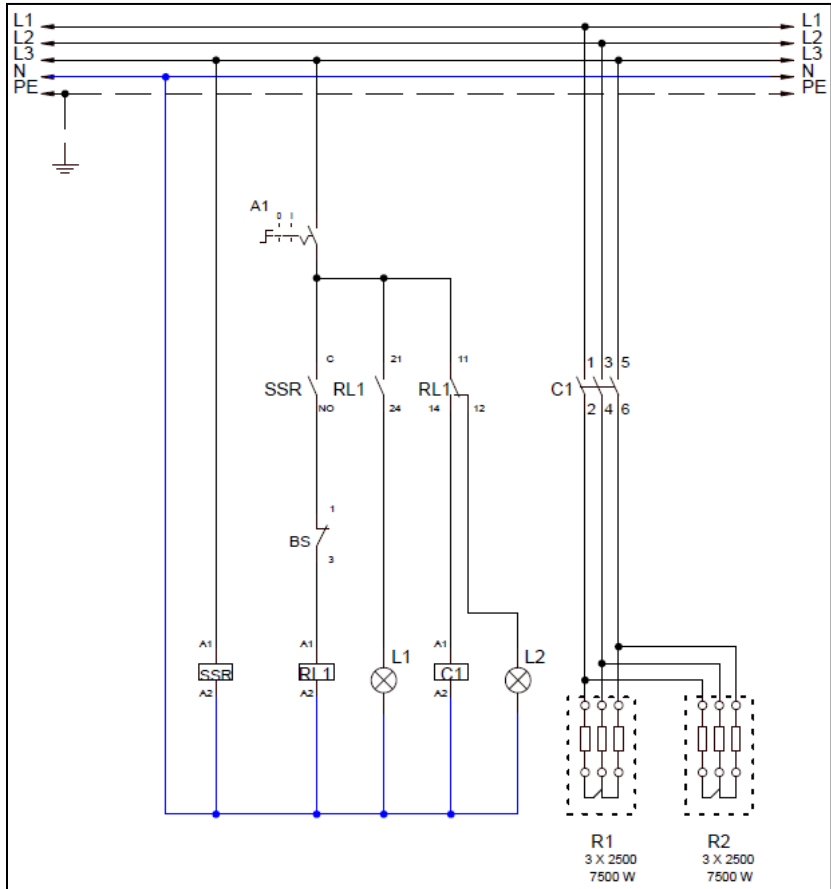 L1 L1
L2 L2
L3 L3
N N
PE PE
A1
0 I
C 21 11
1 3 5
SSR RL1 RL1 C1
NO 24 14 12
2 4 6
1
BS
3
A1 A1 A1
L1 L2
SSR RL1 C1
A2 A2 A2
R1 R2
3 X 2500 3 X 2500
7500 W 7500 W